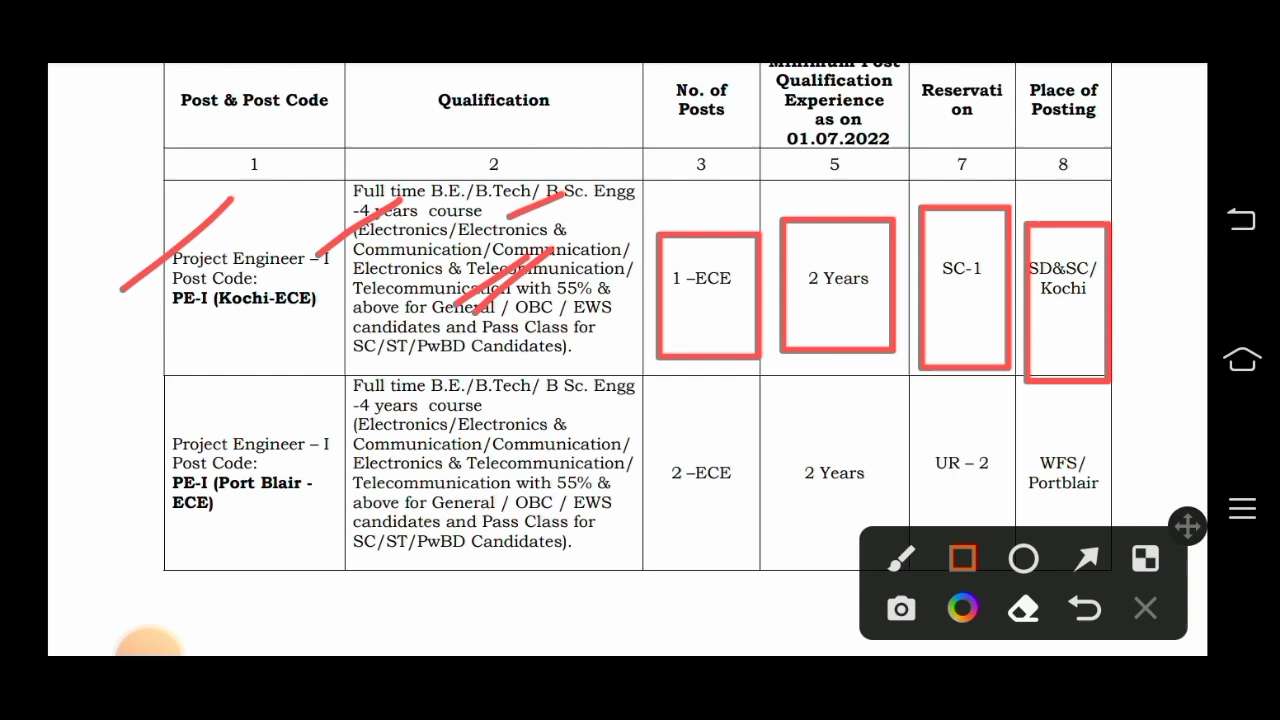 Minimum Post
Post & Post Code
Qualification
No. of
Posts
Qualification
Experience
as on
01.07.2022
Reservati
on
Place of
Posting
1
2
3
5
7
8
Project Engineer – I
Post Code:
PE-I (Kochi-ECE)
Full time B.E./B.Tech/ B Sc. Engg
-4 years course
(Electronics/Electronics &
Communication/Communication/
Electronics & Telecommunication/
Telecommunication with 55% &
above for General / OBC / EWS
candidates and Pass Class for
SC/ST/PwBD Candidates).
1 –ECE
2 Years
SC-1
SD&SC/
Kochi
Project Engineer – I
Post Code:
PE-I (Port Blair -
ECE)
Full time B.E./B.Tech/ B Sc. Engg
-4 years course
(Electronics/Electronics &
Communication/Communication/
Electronics & Telecommunication/
Telecommunication with 55% &
above for General / OBC / EWS
candidates and Pass Class for
SC/ST/PwBD Candidates).
2 –ECE
2 Years
UR – 2
WFS/
Portblair